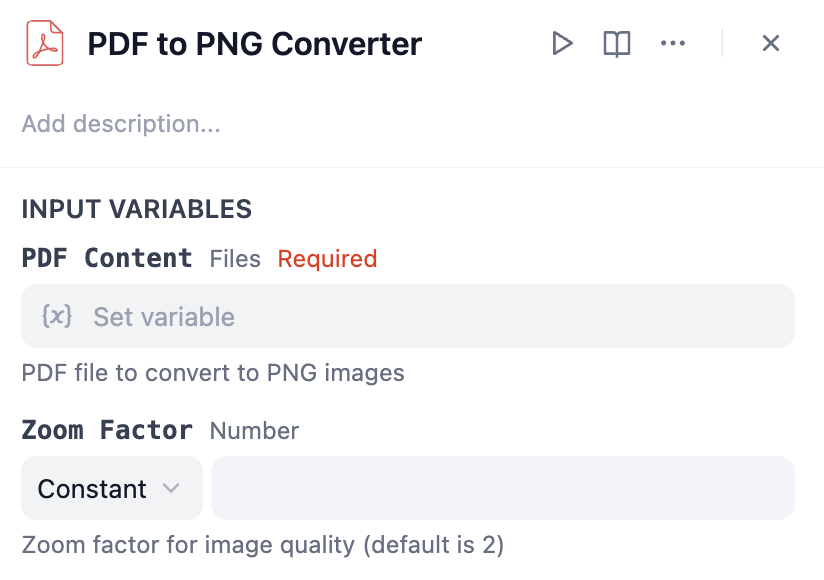 PDF to PNG Converter
Add description...
INPUT VARIABLES
PDF Content Files Required
{x} Set variable
PDF file to convert to PNG images
Zoom Factor Number
Constant
Zoom factor for image quality (default is 2)